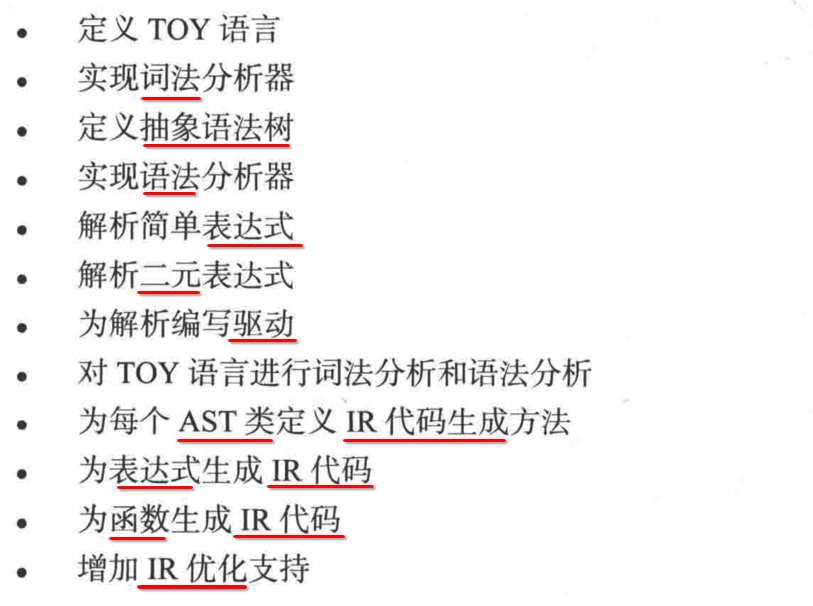 • 定义 TOY 语言
• 实现词法分析器
• 定义抽象语法树
• 实现语法分析器
• 解析简单表达式
• 解析二元表达式
• 为解析编写驱动
• 对 TOY 语言进行词法分析和语法分析
• 为每个 AST 类定义 IR 代码生成方法
• 为表达式生成 IR 代码
• 为函数生成 IR 代码
• 增加 IR 优化支持